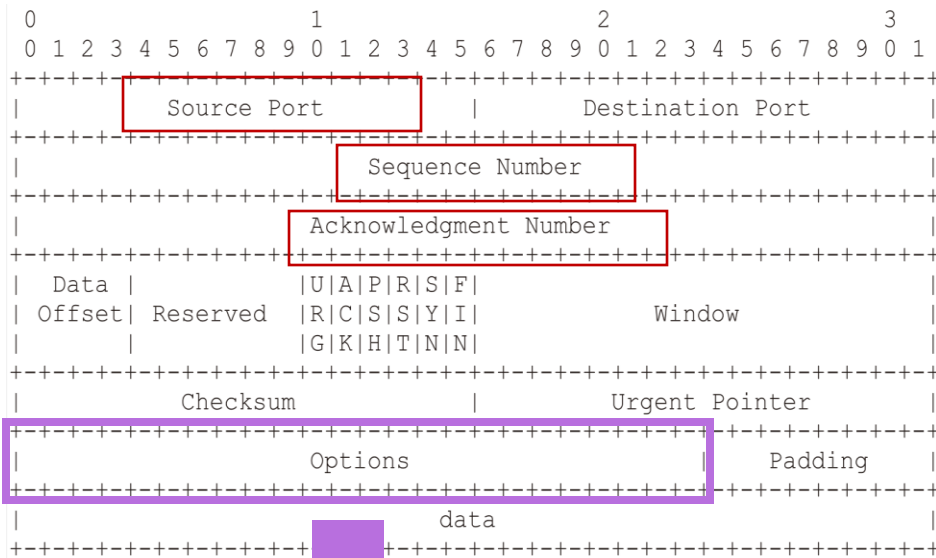 0                   1                   2                   3
 0 1 2 3 4 5 6 7 8 9 0 1 2 3 4 5 6 7 8 9 0 1 2 3 4 5 6 7 8 9 0 1
+-+-+-+-+-+-+-+-+-+-+-+-+-+-+-+-+-+-+-+-+-+-+-+-+-+-+-+-+-+-+-+-+
|          Source Port          |       Destination Port        |
+-+-+-+-+-+-+-+-+-+-+-+-+-+-+-+-+-+-+-+-+-+-+-+-+-+-+-+-+-+-+-+-+
|                        Sequence Number                        |
+-+-+-+-+-+-+-+-+-+-+-+-+-+-+-+-+-+-+-+-+-+-+-+-+-+-+-+-+-+-+-+-+
|                    Acknowledgment Number                      |
+-+-+-+-+-+-+-+-+-+-+-+-+-+-+-+-+-+-+-+-+-+-+-+-+-+-+-+-+-+-+-+-+
|  Data |           |U|A|P|R|S|F|                               |
| Offset| Reserved  |R|C|S|S|Y|I|            Window             |
|       |           |G|K|H|T|N|N|                               |
+-+-+-+-+-+-+-+-+-+-+-+-+-+-+-+-+-+-+-+-+-+-+-+-+-+-+-+-+-+-+-+-+
|           Checksum            |         Urgent Pointer        |
+-+-+-+-+-+-+-+-+-+-+-+-+-+-+-+-+-+-+-+-+-+-+-+-+-+-+-+-+-+-+-+-+
|                    Options                    |    Padding    |
+-+-+-+-+-+-+-+-+-+-+-+-+-+-+-+-+-+-+-+-+-+-+-+-+-+-+-+-+-+-+-+-+
|                             data                              |
+-+-+-+-+-+-+-+-+-+-+     +-+-+-+-+-+-+-+-+-+-+-+-+-+-+-+-+-+-+-+